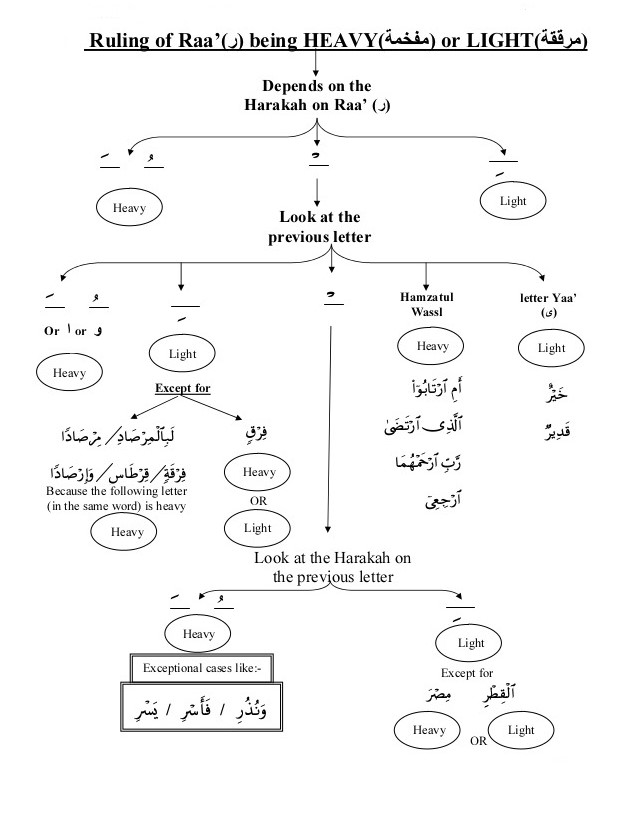 Ruling of Raa’(ر) being HEAVY(مفخمة) or LIGHT(مرققة)
Depends on the
Harakah on Raa’ (ر)
Heavy
Light
Look at the
previous letter
Or ا or و
Heavy
Light
Hamzatul
Wassl
Heavy
letter Yaa’
(ى)
Light
Except for
أَمِ ٱرْتَابُوٓا۟
ٱلَّذِى ٱرْتَضَىٰ
رَّبِّ ٱرْحَمْهُمَا
ٱرْجِعِىٓ
خَيْرٌ
قَدِيرٌ
لَبِٱلْمِرْصَادِ/ مِرْصَادًا
فِرْقَةٍ/ قِرْطَاسٍ/ وَإِرْصَادًا
Because the following letter
(in the same word) is heavy
Heavy
فِرْقٍ
Heavy
OR
Light
Look at the Harakah on
the previous letter
Heavy
Exceptional cases like:-
وَنُذُرِ / فَأَسْرِ / يَسْرِ
Light
Except for
مِصْرَ ٱلْقِطْرِ
Heavy OR Light